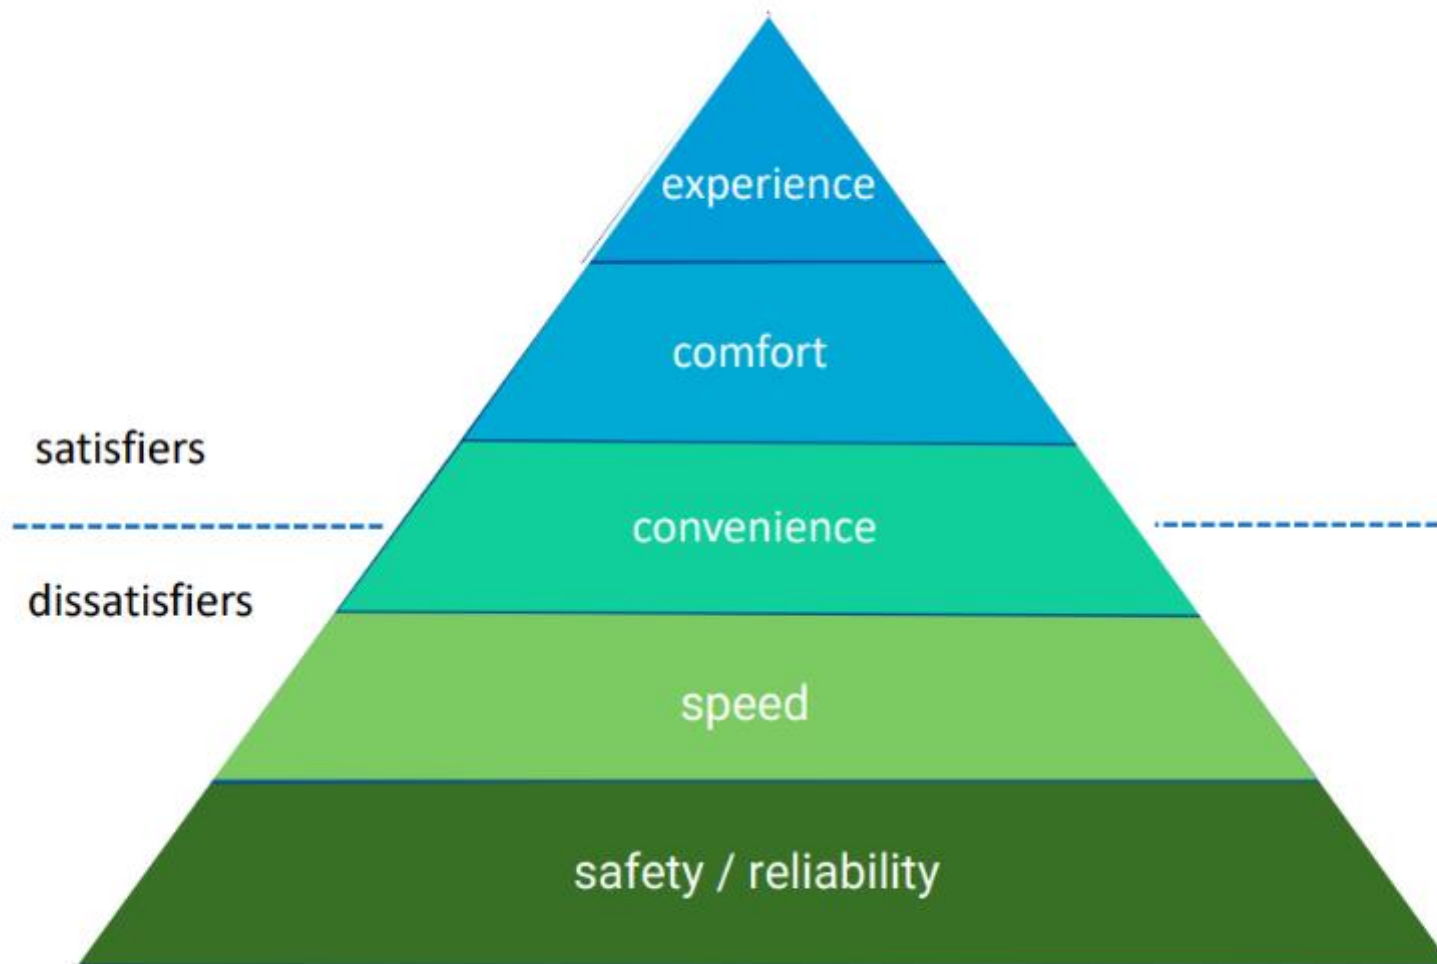 experience
comfort
satisfiers
convenience
dissatisfiers
speed
safety / reliability